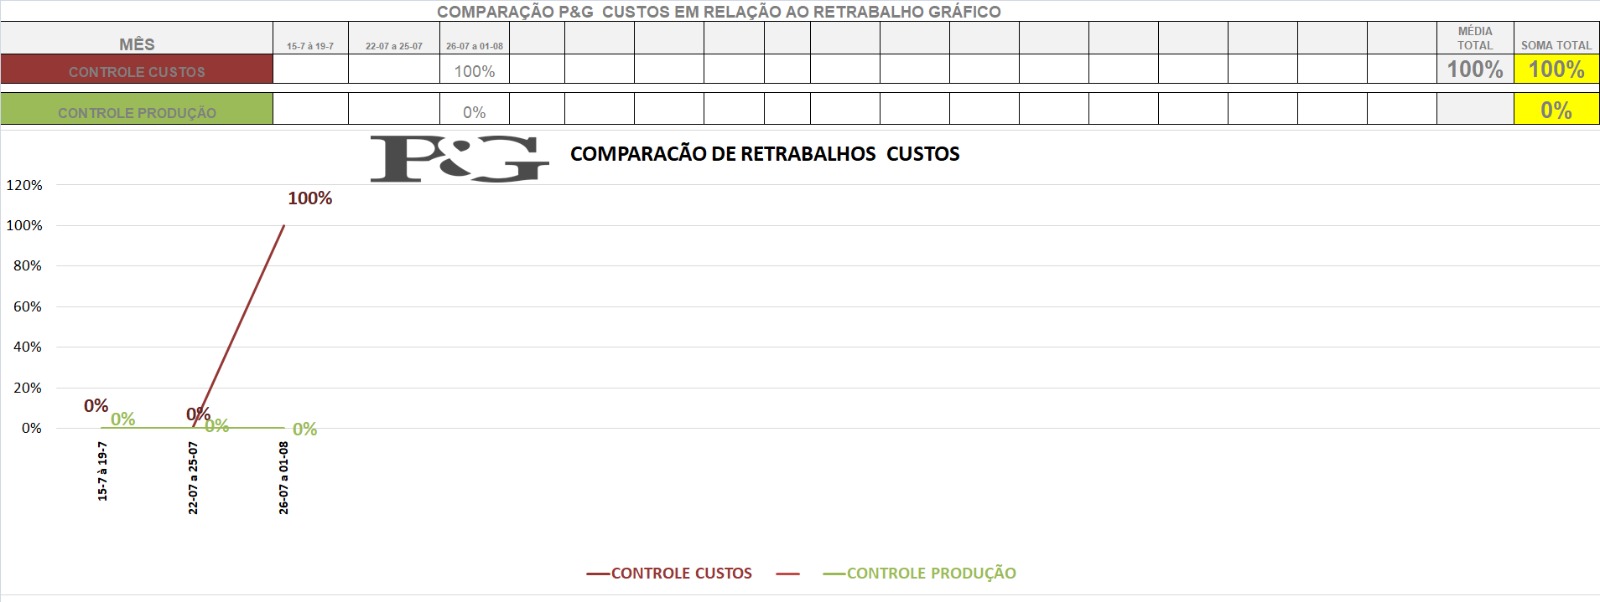 COMPARAÇÃO P&G CUSTOS EM RELAÇÃO AO RETRABALHO GRÁFICO
MÊS 15-7 à 19-7 22-07 a 25-07 26-07 a 01-08 MÉDIA TOTAL SOMA TOTAL
CONTROLE CUSTOS 100% 100% 100%
CONTROLE PRODUÇÃO 0% 0%
P&G COMPARACÃO DE RETRABALHOS CUSTOS
120%
100%
100%
80%
60%
40%
20%
0%
0% 0%
0% 0%
0%
15-7 à 19-7
22-07 a 25-07
26-07 a 01-08
CONTROLE CUSTOS CONTROLE PRODUÇÃO